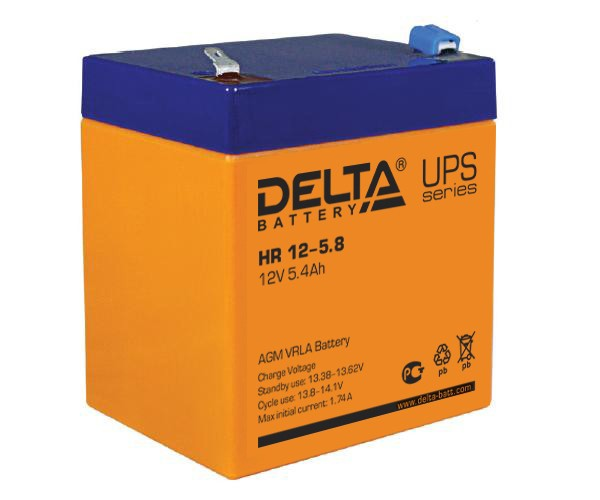 DELTA®
BATTERY
UPS
series
HR 12-5.8
12V 5.4Ah
AGM VRLA Battery
Charge Voltage
Standby use: 13.38-13.62V
Cycle use: 13.8-14.1V
Max initial current: 1.74A
pb
pb
www.delta-batt.com